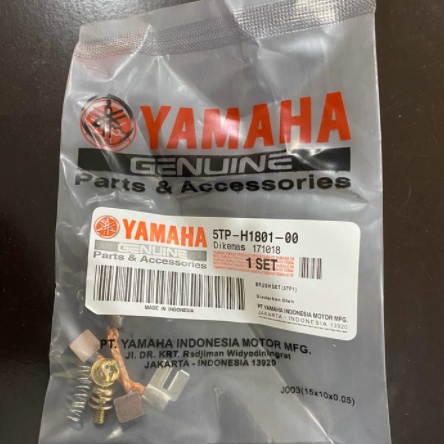 YAMAHA
GENUINE
Parts & Accessories
YAMAHA
GENUINE
Parts & Accessories
MADE IN INDONESIA
5TP-H1801-00
Dikemas 171018
1 SET
BRUSH SET (5TP1)
PT. YAMAHA INDONESIA MOTOR MFG.
JAKARTA - INDONESIA 13920
PT. YAMAHA INDONESIA MOTOR MFG.
Jl. DR. KRT. Radjiman Widyodiningrat
JAKARTA - INDONESIA 13920
J003(15x10x0.05)